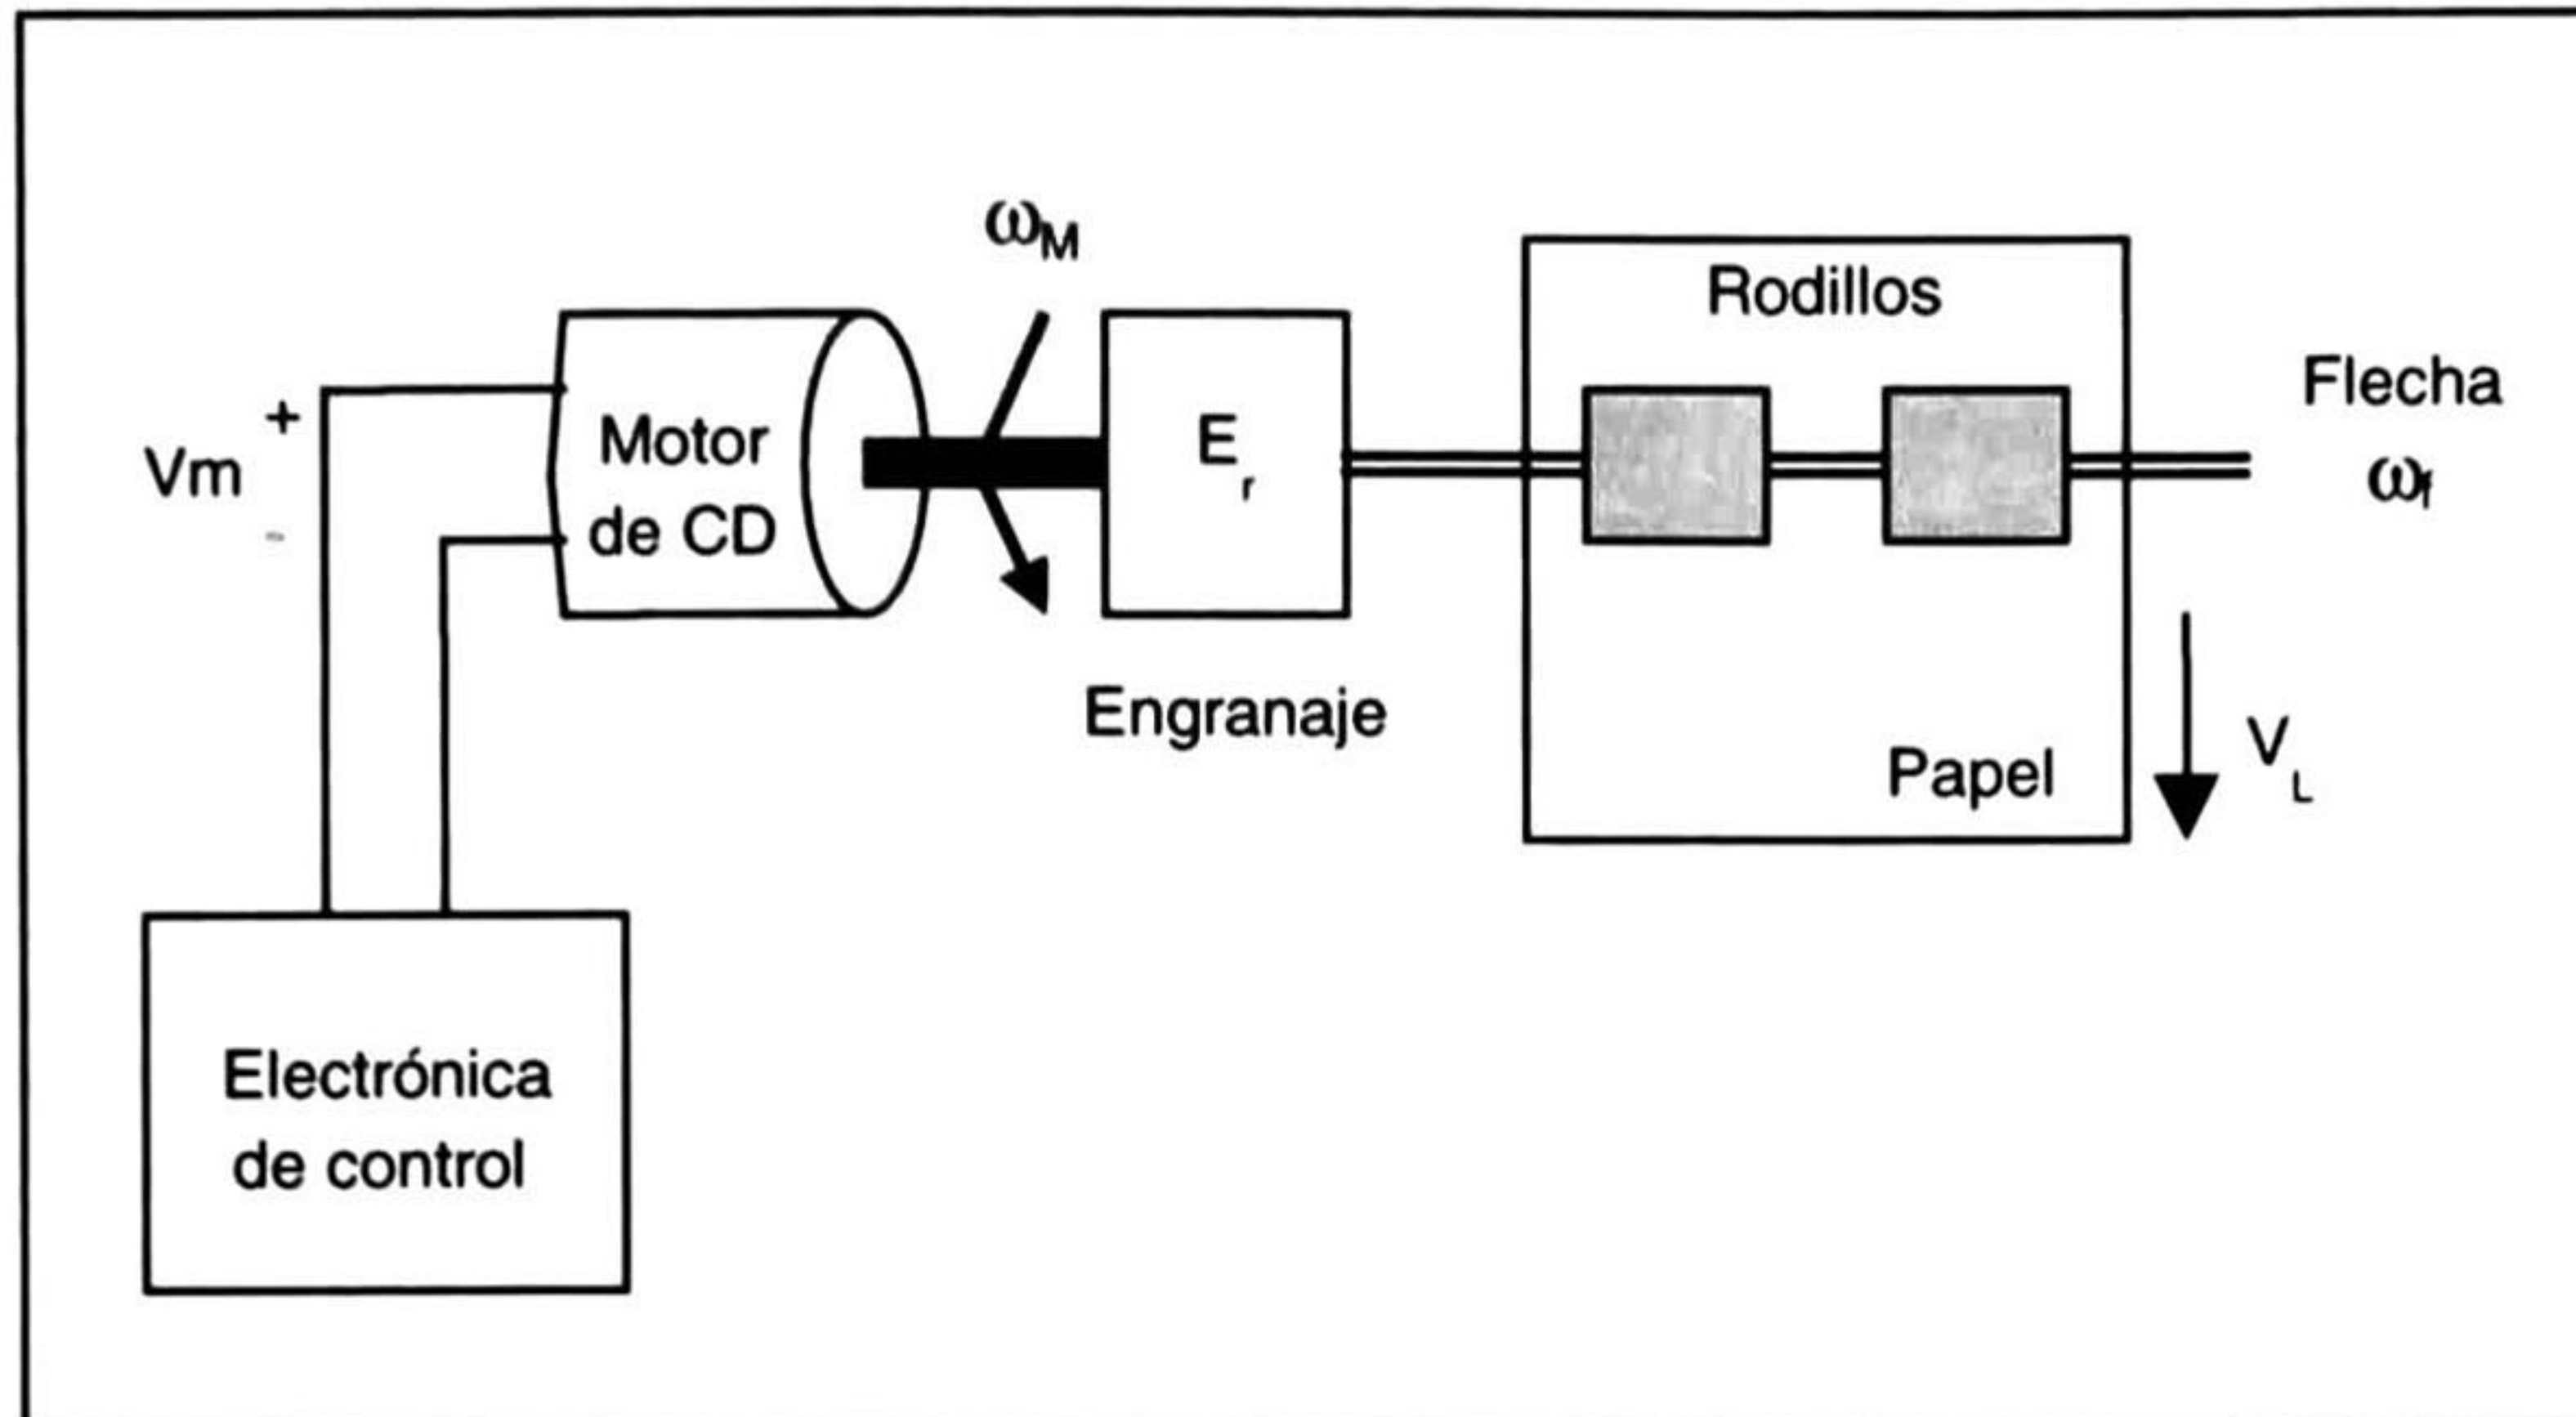 ωM
Rodillos
Flecha
ωf
+
Vm
-
Motor
de CD
Er
Engranaje
Papel
VL
Electrónica
de control